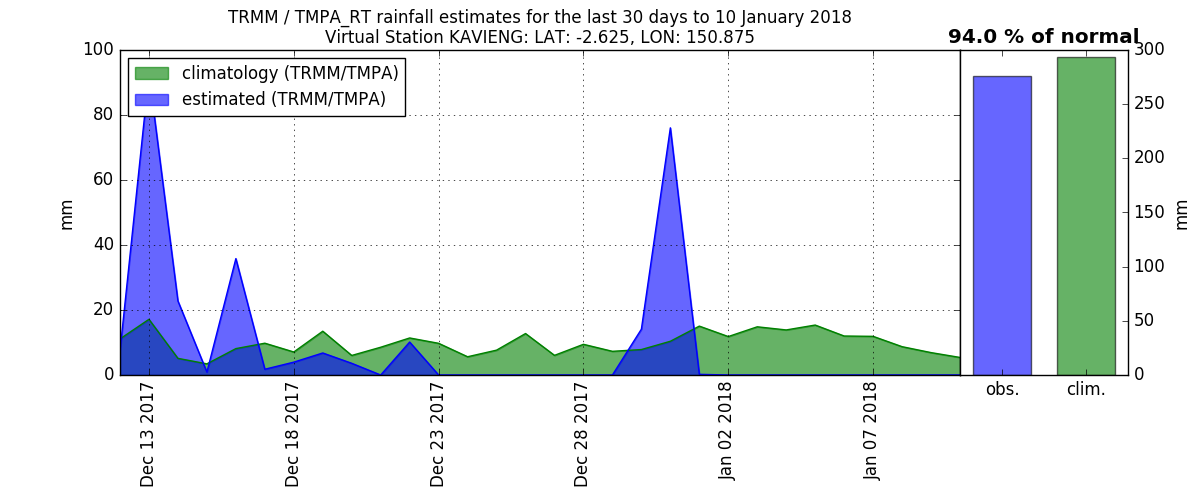 TRMM / TMPA_RT rainfall estimates for the last 30 days to 10 January 2018
Virtual Station KAVIENG: LAT: -2.625, LON: 150.875
94.0 % of normal
climatology (TRMM/TMPA)
estimated (TRMM/TMPA)
mm
100
80
60
40
20
0
Dec 13 2017
Dec 18 2017
Dec 23 2017
Dec 28 2017
Jan 02 2018
Jan 07 2018
obs.
clim.
300
250
200
150
100
50
0
mm